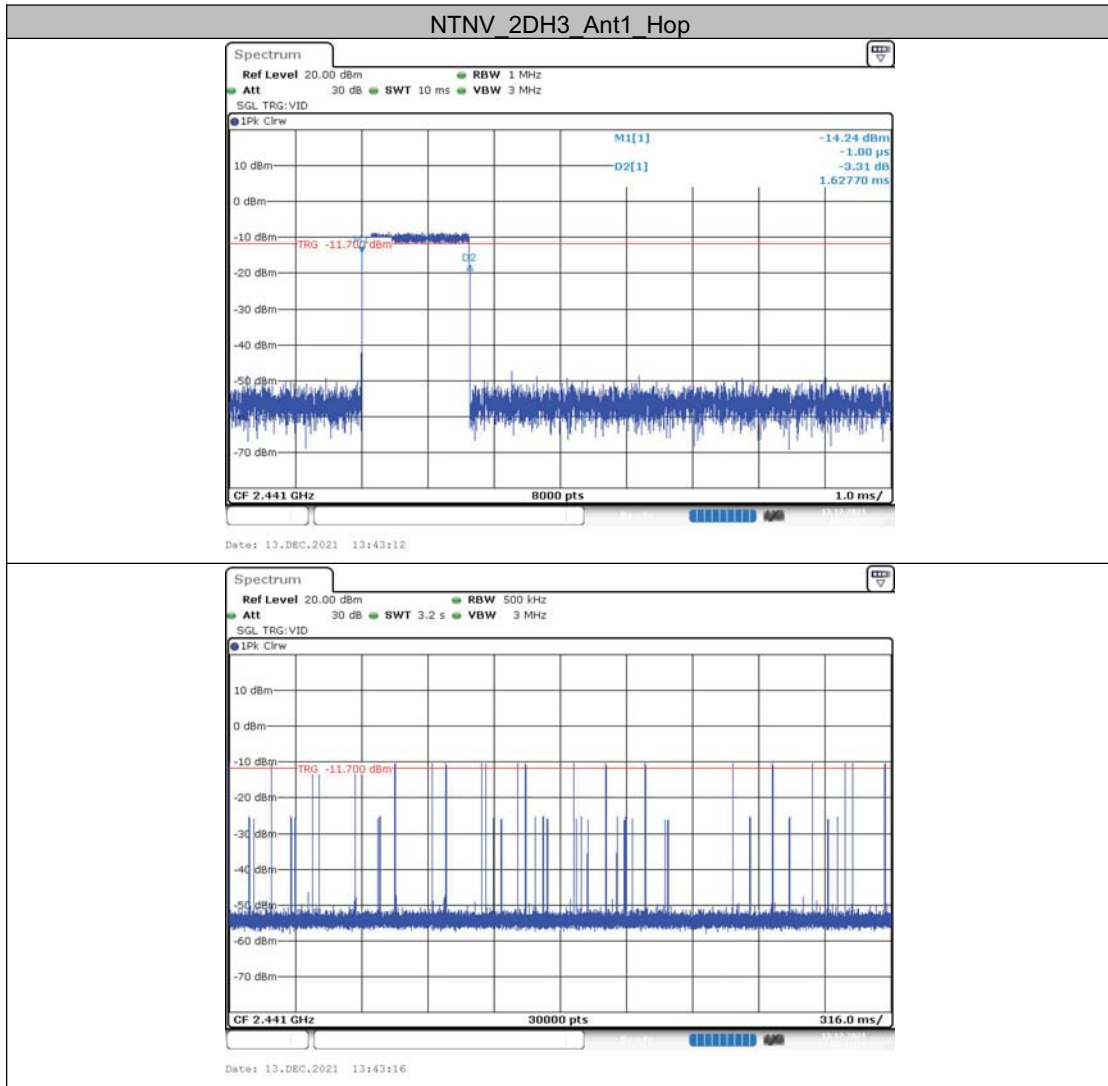 NTNV_2DH3_Ant1_Hop
Spectrum
Ref Level 20.00 dBm RBW 1 MHz
Att 30 dB SWT 10 ms VBW 3 MHz
SGL TRG:VID
1Pk Clrw
M1[1] -14.24 dBm
-1.00 µs
D2[1] -3.31 dB
1.62770 ms
10 dBm
0 dBm
-10 dBm
TRG -11.700 dBm
M1
D2
-20 dBm
-30 dBm
-40 dBm
-50 dBm
-70 dBm
CF 2.441 GHz 8000 pts 1.0 ms/
Date: 13.DEC.2021 13:43:12
Spectrum
Ref Level 20.00 dBm RBW 500 kHz
Att 30 dB SWT 3.2 s VBW 3 MHz
SGL TRG:VID
1Pk Clrw
10 dBm
0 dBm
-10 dBm
TRG -11.700 dBm
-20 dBm
-30 dBm
-40 dBm
-50 dBm
-60 dBm
-70 dBm
CF 2.441 GHz 30000 pts 316.0 ms/
Date: 13.DEC.2021 13:43:16